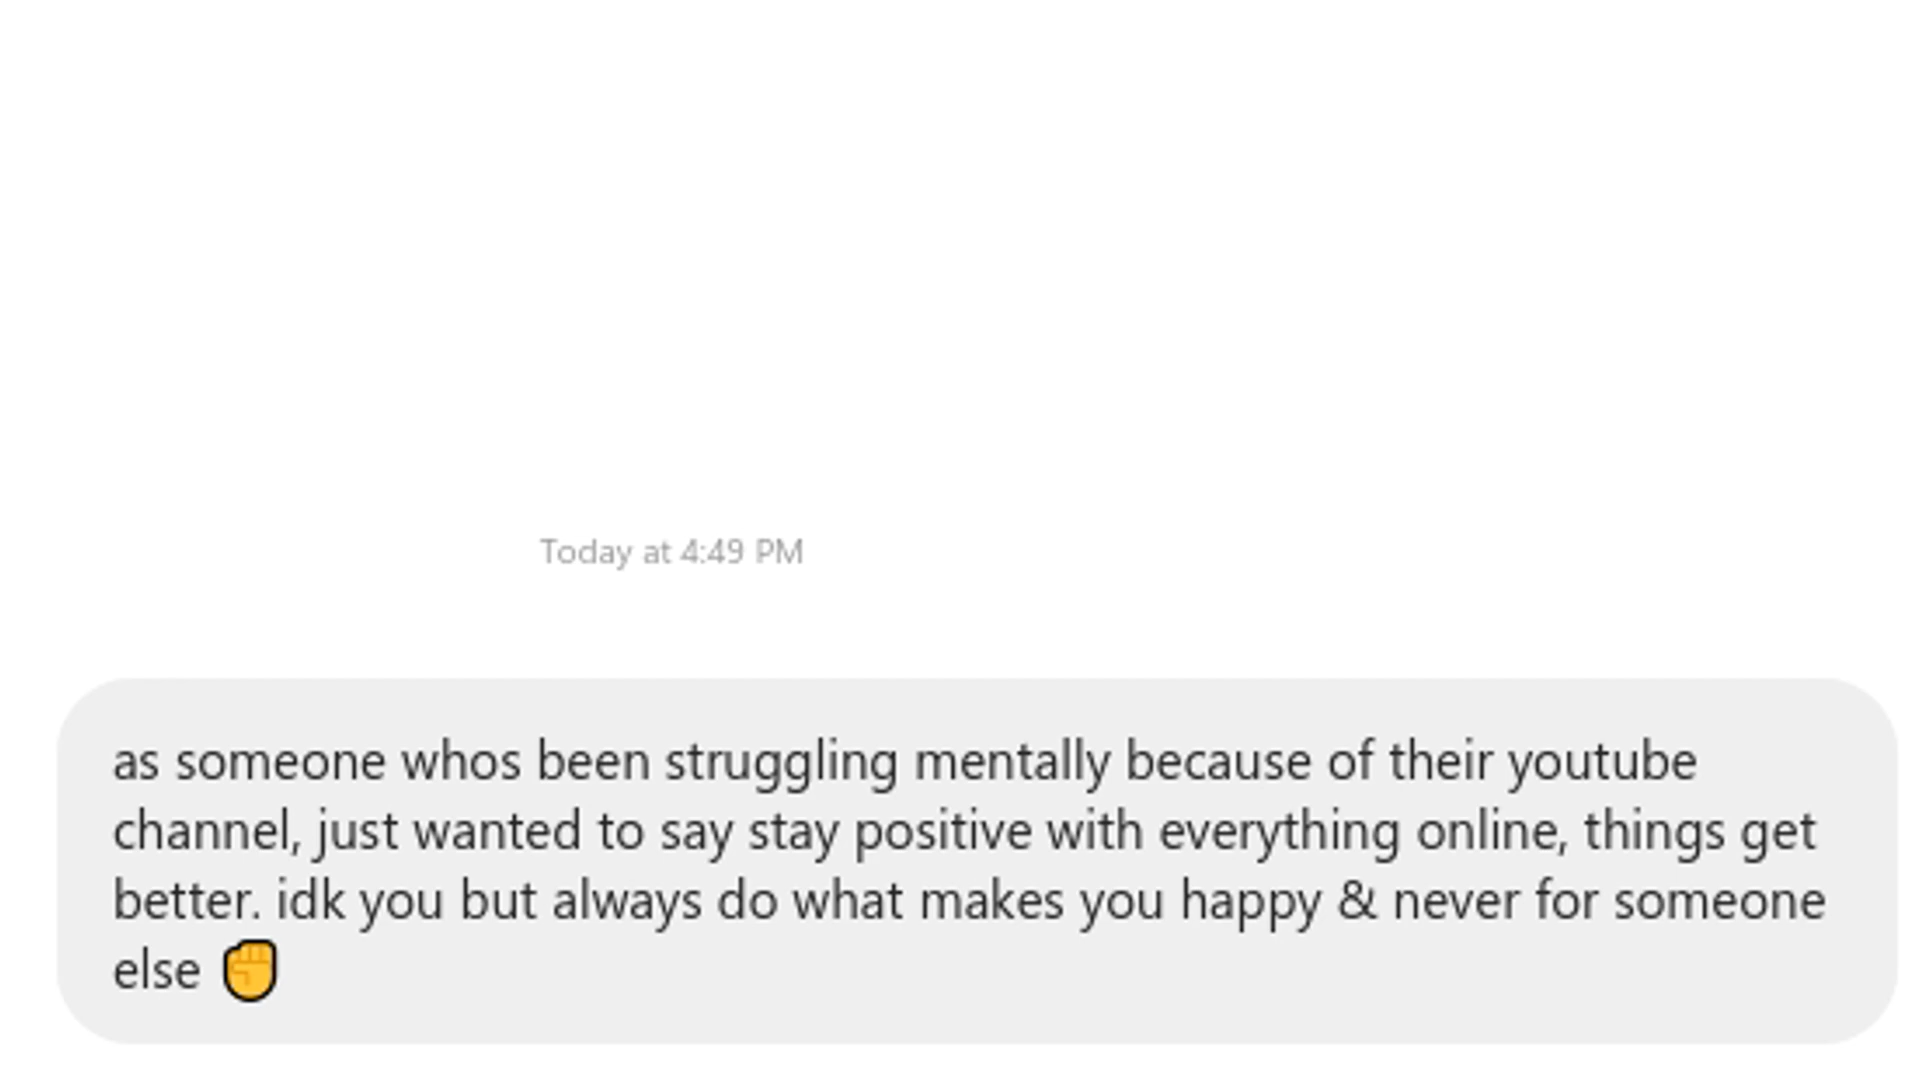 Today at 4:49 PM
as someone whos been struggling mentally because of their youtube
channel, just wanted to say stay positive with everything online, things get
better. idk you but always do what makes you happy & never for someone
else ✊